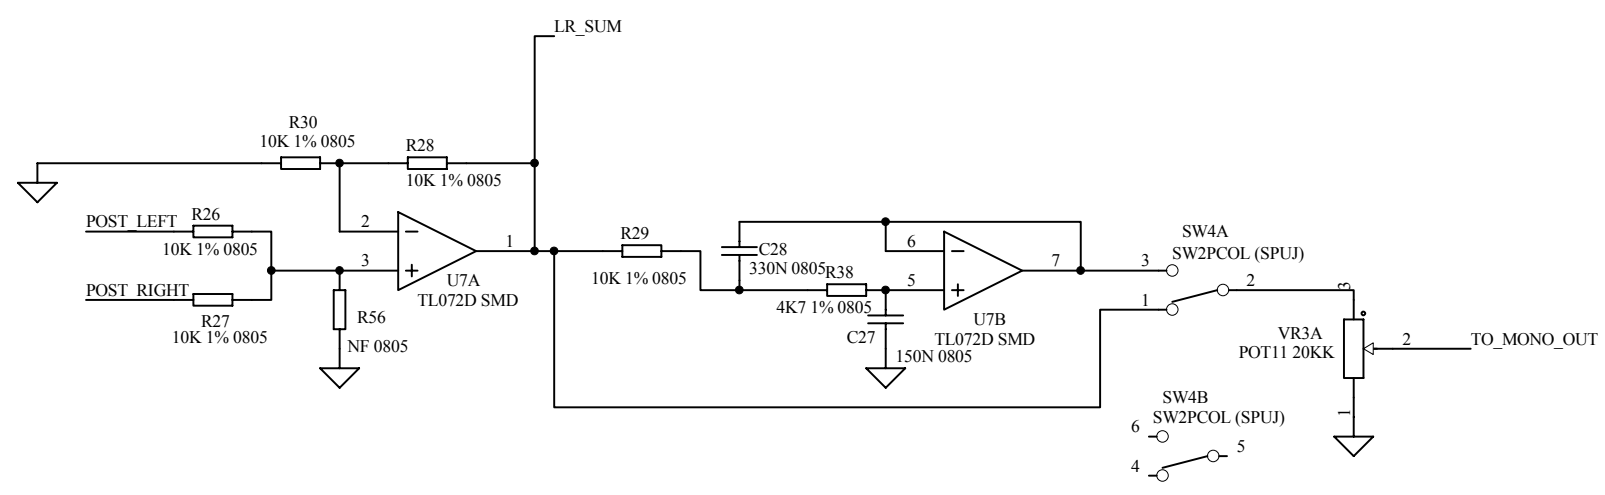 LR_SUM
R30
10K 1% 0805
R28
10K 1% 0805
POST_LEFT
R26
10K 1% 0805
2
3
1
U7A
TL072D SMD
POST_RIGHT
R27
10K 1% 0805
R56
NF 0805
R29
10K 1% 0805
C28
330N 0805
R38
4K7 1% 0805
C27
150N 0805
6
5
7
U7B
TL072D SMD
SW4A
SW2PCOL (SPUJ)
3
1
2
3
VR3A
POT11 20KK
2
TO_MONO_OUT
1
SW4B
SW2PCOL (SPUJ)
6
5
4